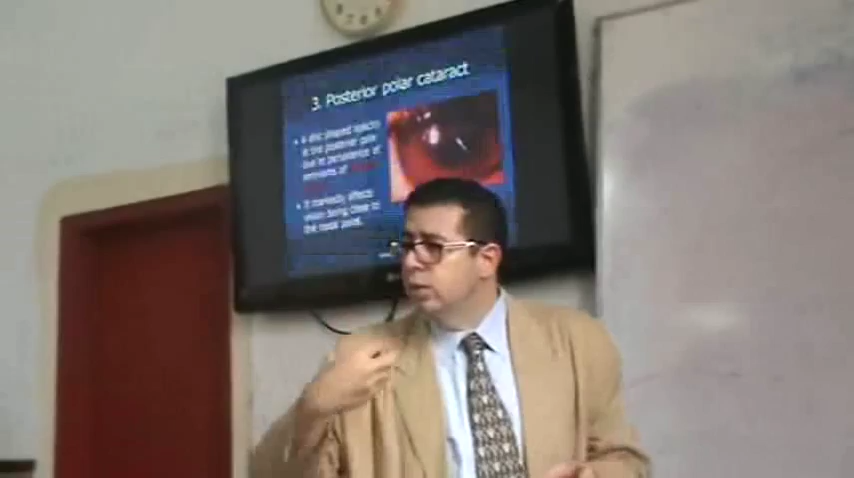 3. Posterior polar cataract
• A disc shaped opacity
at the posterior pole
due to persistence of
remnants of
• It markedly affects
vision being close to
the nodal point.